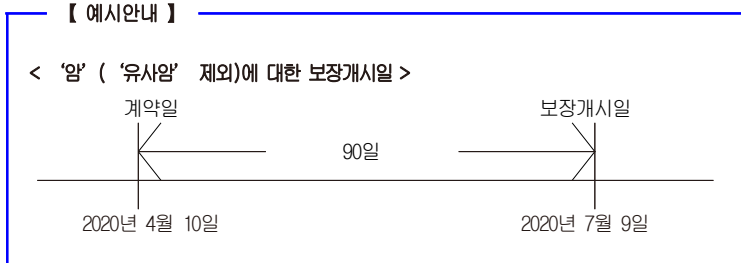 【 예시안내 】
< ‘암’ ( ‘유사암’ 제외)에 대한 보장개시일 >
계약일 보장개시일
90일
2020년 4월 10일 2020년 7월 9일